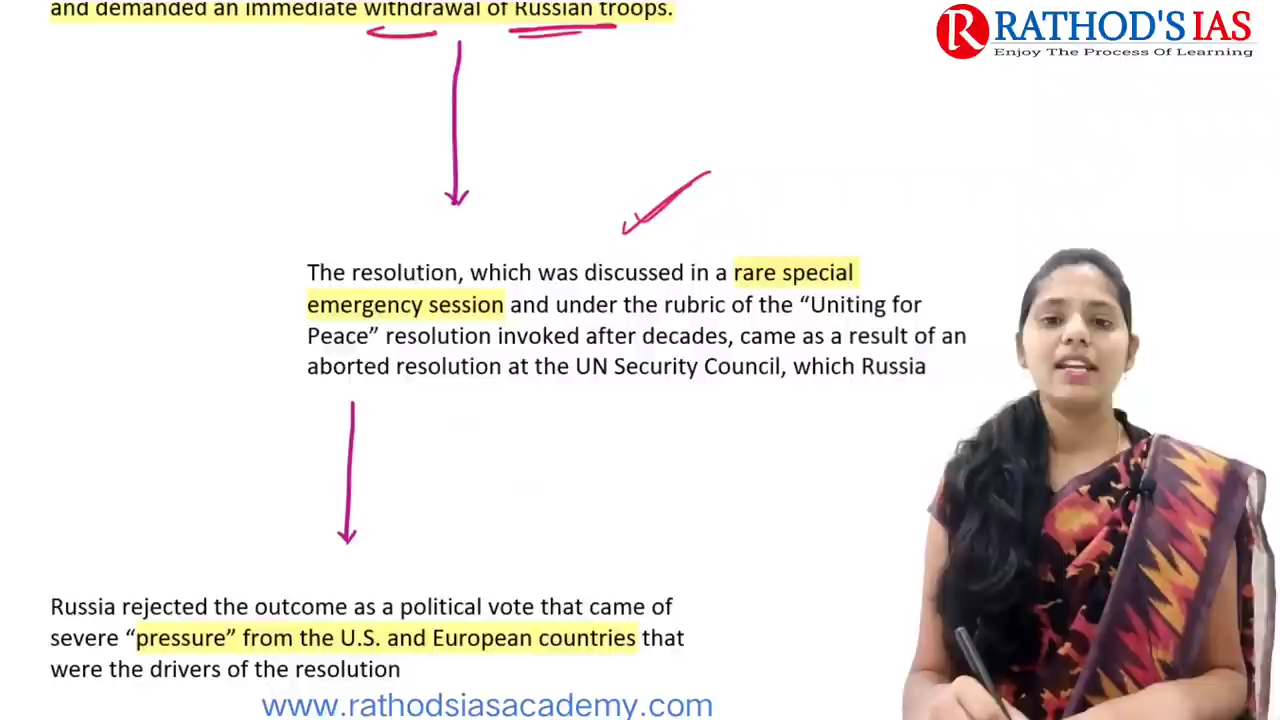 and demanded an immediate withdrawal of Russian troops.
RATHOD'S IAS
Enjoy The Process Of Learning
The resolution, which was discussed in a rare special
emergency session and under the rubric of the “Uniting for
Peace” resolution invoked after decades, came as a result of an
aborted resolution at the UN Security Council, which Russia
Russia rejected the outcome as a political vote that came of
severe “pressure” from the U.S. and European countries that
were the drivers of the resolution
www.rathodsiasacademy.com